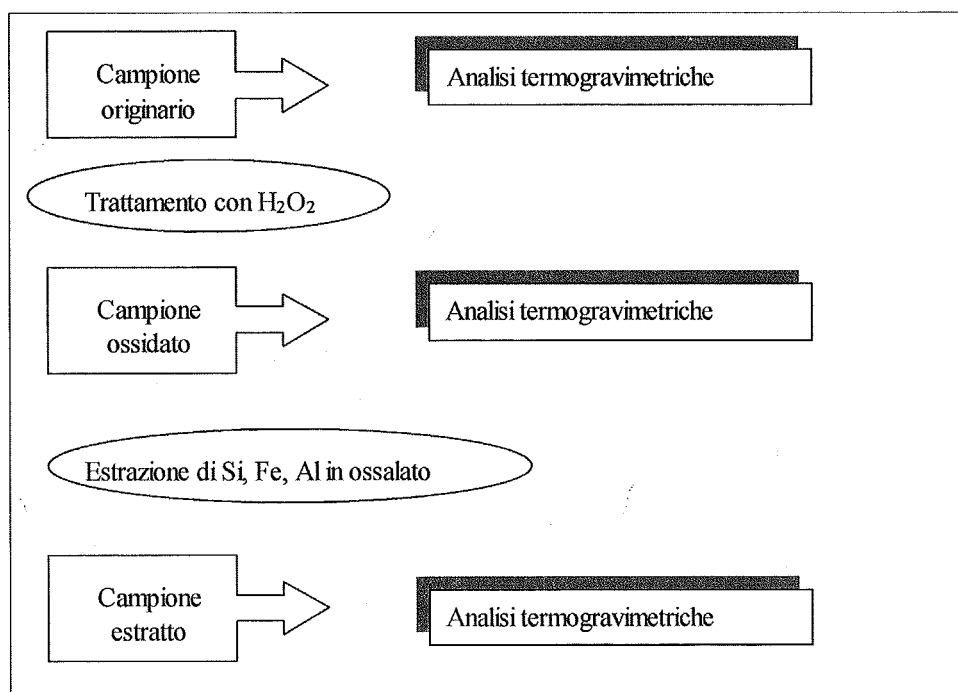 Campione
originario
Analisi termogravimetriche
Trattamento con H₂O₂
Campione
ossidato
Analisi termogravimetriche
Estrazione di Si, Fe, Al in ossalato
Campione
estratto
Analisi termogravimetriche